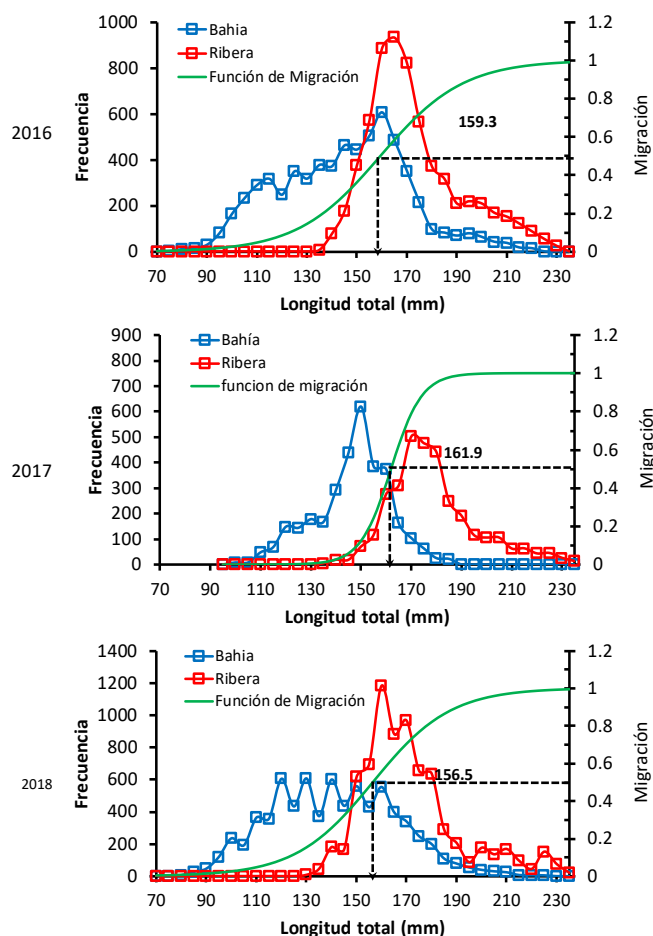 2016
Frecuencia
1000
800
600
400
200
0
Bahia
Ribera
Función de Migración
159.3
1.2
1
0.8
0.6
0.4
0.2
0
Migración
70 90 110 130 150 170 190 210 230
Longitud total (mm)
2017
Frecuencia
900
800
700
600
500
400
300
200
100
0
Bahía
Ribera
funcion de migración
161.9
1.2
1
0.8
0.6
0.4
0.2
0
Migración
70 90 110 130 150 170 190 210 230
Longitud total (mm)
2018
Frecuencia
1400
1200
1000
800
600
400
200
0
Bahia
Ribera
Función de Migración
156.5
1.2
1
0.8
0.6
0.4
0.2
0
Migración
70 90 110 130 150 170 190 210 230
Longitud total (mm)